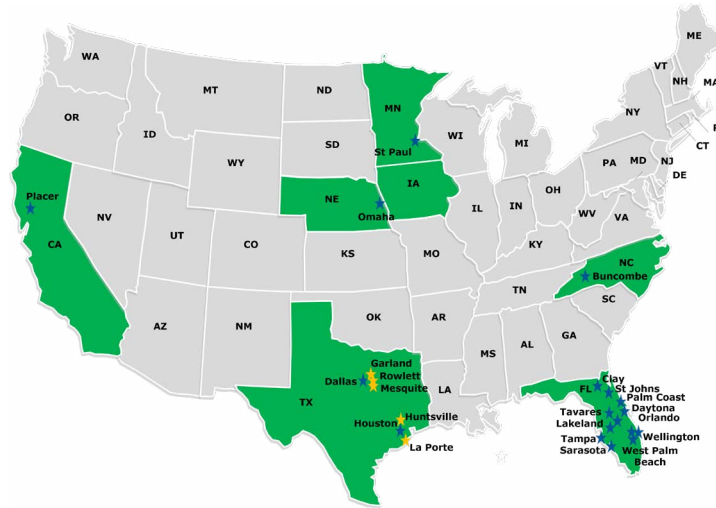 WA
MT
ND
MN
ME
VT
NH
MA
OR
ID
SD
St Paul
WI
NY
MI
CT
WY
IA
PA
MD
NJ
DE
Placer
NE
Omaha
NV
UT
CO
IL
IN
OH
WV
VA
CA
KS
MO
KY
NC
Buncombe
TN
AZ
NM
OK
AR
SC
MS
AL
GA
Garland
Rowlett
Dallas
Mesquite
LA
TX
Huntsville
Houston
La Porte
Clay
FL
St Johns
Palm Coast
Daytona
Tavares
Orlando
Lakeland
Tampa
Wellington
Sarasota
West Palm
Beach